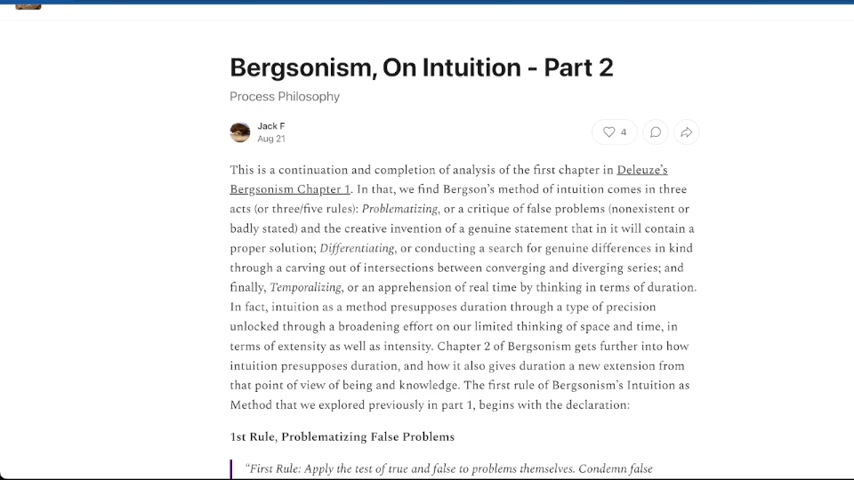 Bergsonism, On Intuition - Part 2
Process Philosophy
Jack F
Aug 21
4
This is a continuation and completion of analysis of the first chapter in Deleuze's
Bergsonism Chapter 1. In that, we find Bergson's method of intuition comes in three
acts (or three/five rules): Problematizing, or a critique of false problems (nonexistent or
badly stated) and the creative invention of a genuine statement that in it will contain a
proper solution; Differentiating, or conducting a search for genuine differences in kind
through a carving out of intersections between converging and diverging series; and
finally, Temporalizing, or an apprehension of real time by thinking in terms of duration.
In fact, intuition as a method presupposes duration through a type of precision
unlocked through a broadening effort on our limited thinking of space and time, in
terms of extensity as well as intensity. Chapter 2 of Bergsonism gets further into how
intuition presupposes duration, and how it also gives duration a new extension from
that point of view of being and knowledge. The first rule of Bergsonism's Intuition as
Method that we explored previously in part 1, begins with the declaration:
1st Rule, Problematizing False Problems
"First Rule: Apply the test of true and false to problems themselves. Condemn false